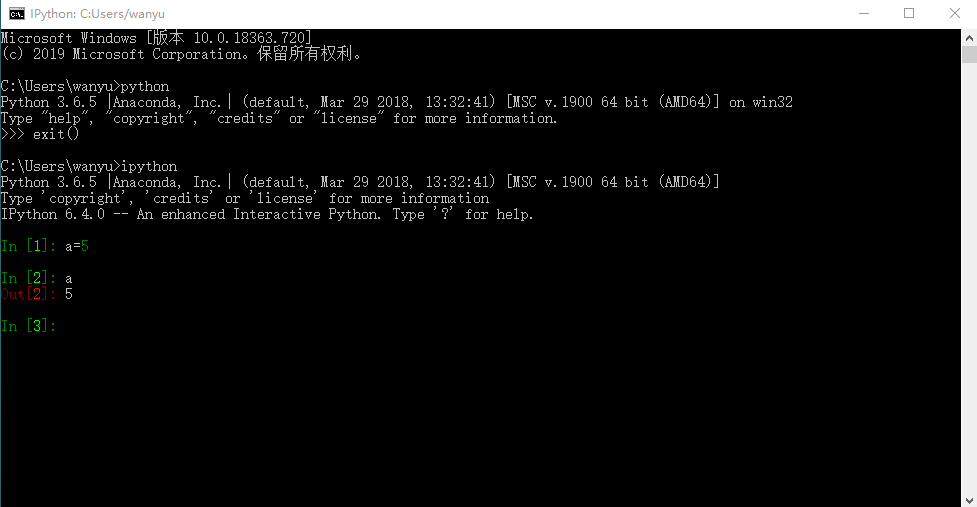 IPython: C:Users/wanyu
Microsoft Windows [版本 10.0.18363.720]
(c) 2019 Microsoft Corporation。保留所有权利。
C:\Users\wanyu>python
Python 3.6.5 |Anaconda, Inc.| (default, Mar 29 2018, 13:32:41) [MSC v.1900 64 bit (AMD64)] on win32
Type "help", "copyright", "credits" or "license" for more information.
>>> exit()
C:\Users\wanyu>ipython
Python 3.6.5 |Anaconda, Inc.| (default, Mar 29 2018, 13:32:41) [MSC v.1900 64 bit (AMD64)]
Type 'copyright', 'credits' or 'license' for more information
IPython 6.4.0 -- An enhanced Interactive Python. Type '?' for help.
In [1]: a=5
In [2]: a
Out[2]: 5
In [3]: